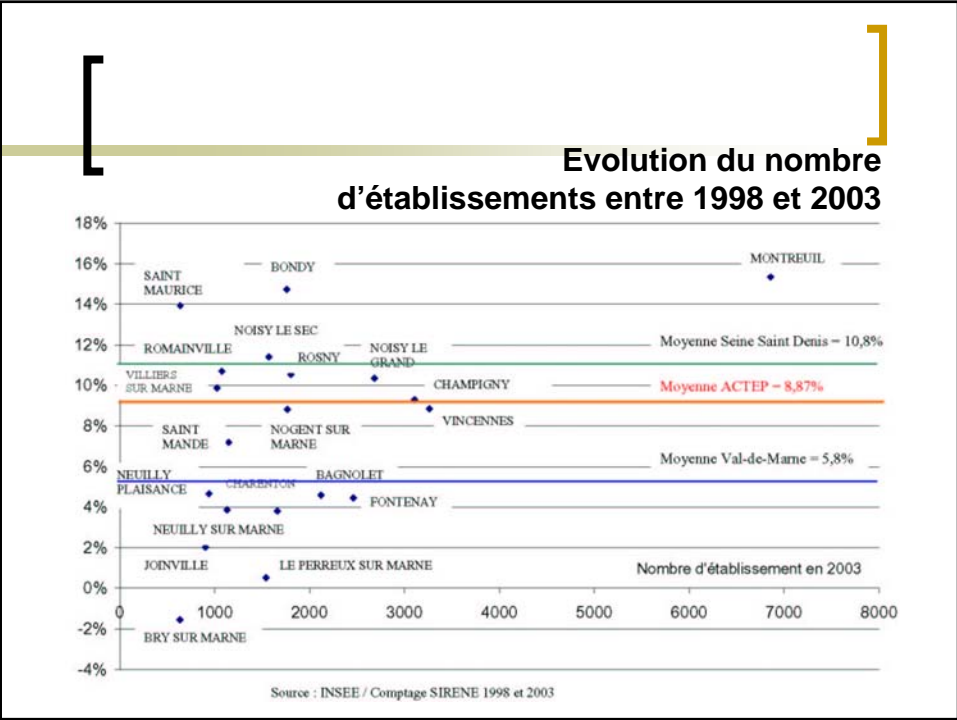 Evolution du nombre
d'établissements entre 1998 et 2003
18%
16%
14%
12%
10%
8%
6%
4%
2%
0%
-2%
-4%
0
1000
2000
3000
4000
5000
6000
7000
8000
SAINT
MAURICE
BONDY
MONTREUIL
NOISY LE SEC
ROMAINVILLE
ROSNY
NOISY LE
GRAND
Moyenne Seine Saint Denis = 10,8%
VILLIERS
SUR MARNE
CHAMPIGNY
Moyenne ACTEP = 8,87%
VINCENNES
SAINT
MANDE
NOGENT SUR
MARNE
Moyenne Val-de-Marne = 5,8%
NEUILLY
PLAISANCE
CHARENTON
BAGNOLET
FONTENAY
NEUILLY SUR MARNE
JOINVILLE
LE PERREUX SUR MARNE
Nombre d'établissement en 2003
BRY SUR MARNE
Source : INSEE / Comptage SIRENE 1998 et 2003